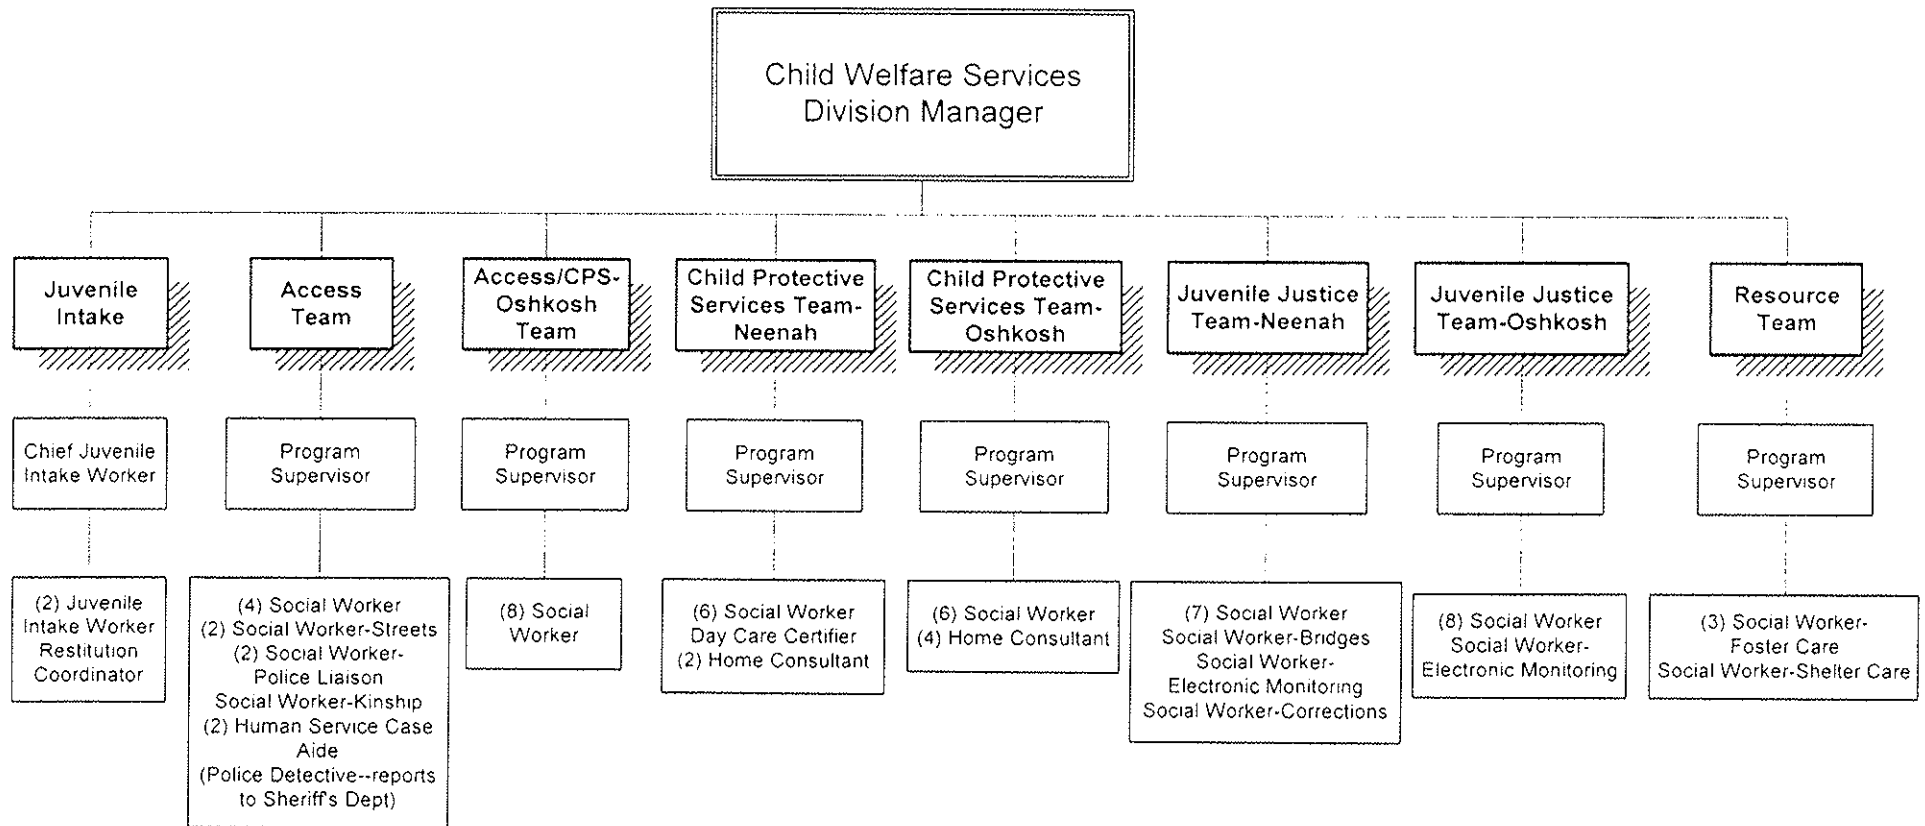 Child Welfare Services
Division Manager
Juvenile
Intake
Access
Team
Access/CPS-
Oshkosh
Team
Child Protective
Services Team-
Neenah
Child Protective
Services Team-
Oshkosh
Juvenile Justice
Team-Neenah
Juvenile Justice
Team-Oshkosh
Resource
Team
Chief Juvenile
Intake Worker
Program
Supervisor
Program
Supervisor
Program
Supervisor
Program
Supervisor
Program
Supervisor
Program
Supervisor
Program
Supervisor
(2) Juvenile
Intake Worker
Restitution
Coordinator
(4) Social Worker
(2) Social Worker-Streets
(2) Social Worker-
Police Liaison
Social Worker-Kinship
(2) Human Service Case
Aide
(Police Detective--reports
to Sheriff's Dept)
(8) Social
Worker
(6) Social Worker
Day Care Certifier
(2) Home Consultant
(6) Social Worker
(4) Home Consultant
(7) Social Worker
Social Worker-Bridges
Social Worker-
Electronic Monitoring
Social Worker-Corrections
(8) Social Worker
Social Worker-
Electronic Monitoring
(3) Social Worker-
Foster Care
Social Worker-Shelter Care